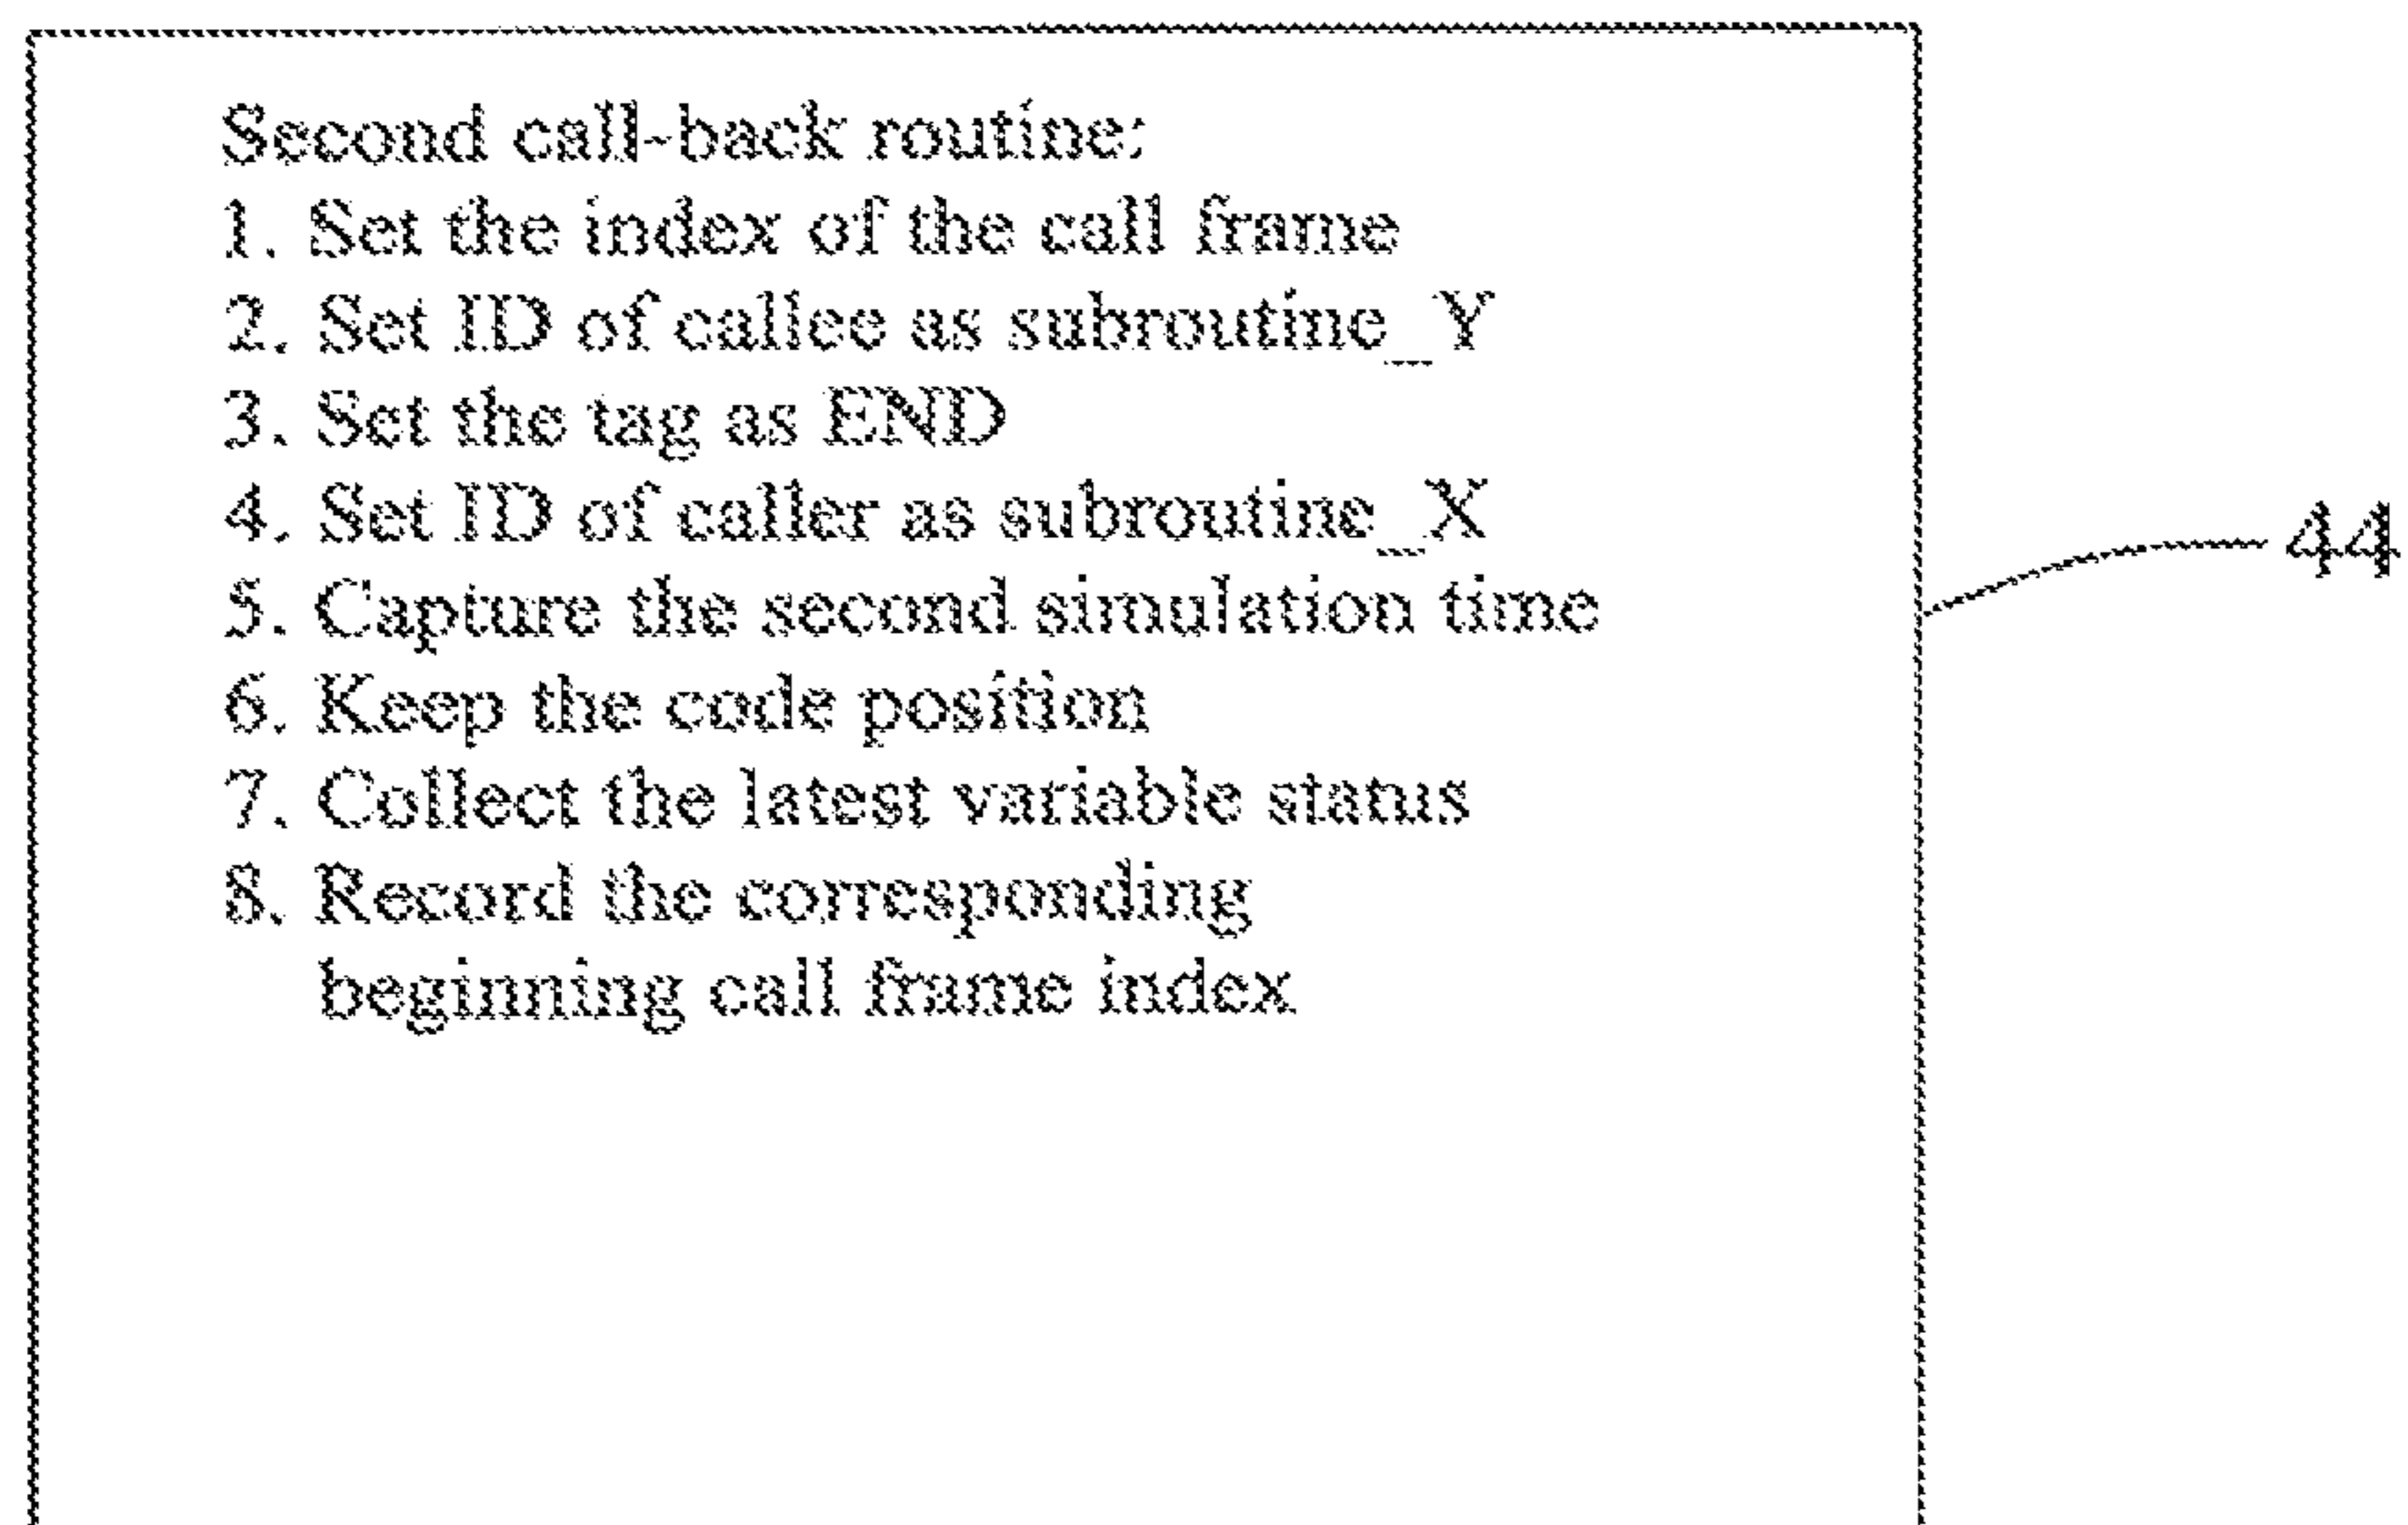 Second call-back routine:
1. Set the index of the call frame
2. Set ID of callee as subroutine_Y
3. Set the tag as END
4. Set ID of caller as subroutine_X
5. Capture the second simulation time
6. Keep the code position
7. Collect the latest variable status
8. Record the corresponding
beginning call frame index
44